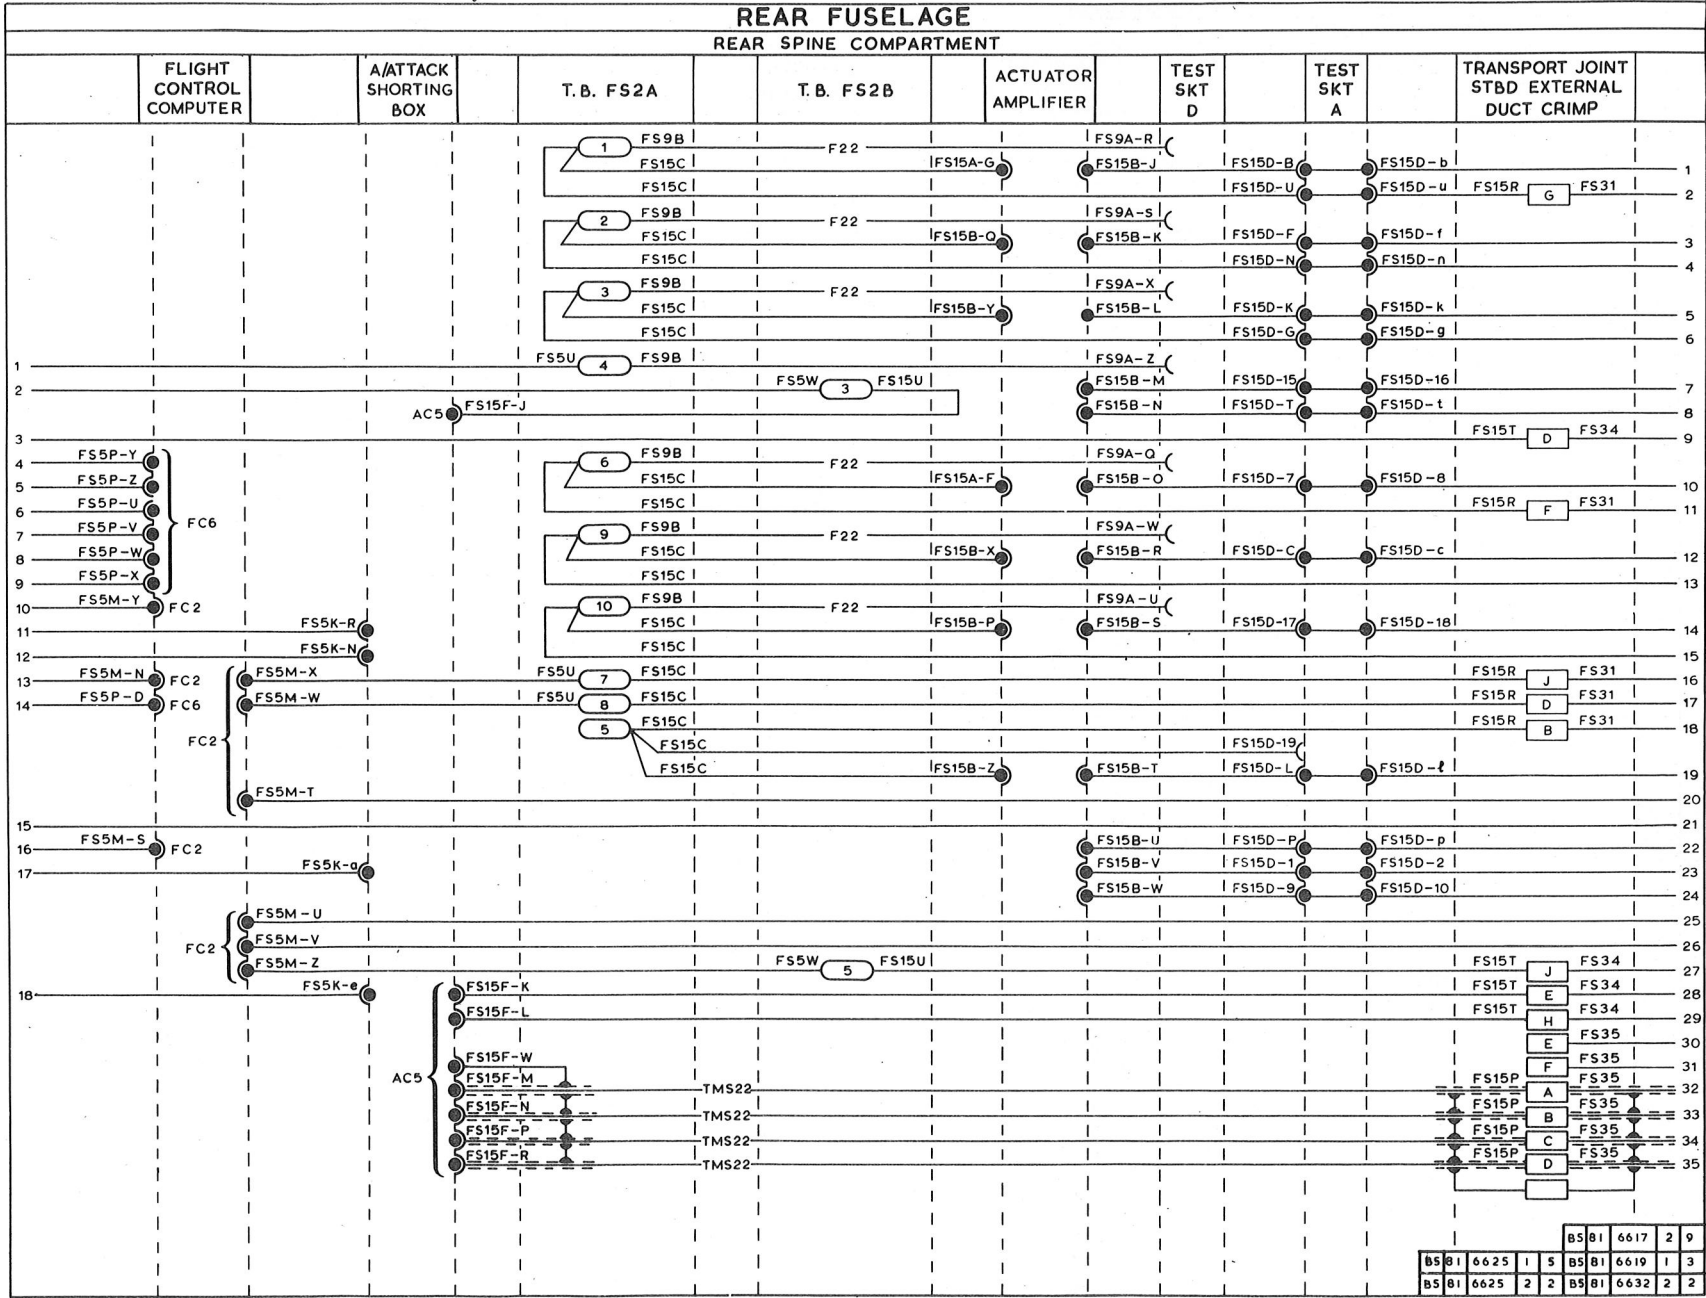 REAR FUSELAGE
REAR SPINE COMPARTMENT
FLIGHT CONTROL COMPUTER
A/ATTACK SHORTING BOX
T.B. FS2A
T.B. FS2B
ACTUATOR AMPLIFIER
TEST SKT D
TEST SKT A
TRANSPORT JOINT STBD EXTERNAL DUCT CRIMP
1 FS9B F22 FS9A-R
FS15C FS15A-G FS15B-J FS15D-B FS15D-b 1
FS15C FS15D-U FS15D-u FS15R G FS31 2
2 FS9B F22 FS9A-S
FS15C FS15B-Q FS15B-K FS15D-F FS15D-f 3
FS15C FS15D-N FS15D-n 4
3 FS9B F22 FS9A-X
FS15C FS15B-Y FS15B-L FS15D-K FS15D-k 5
FS15C FS15D-G FS15D-g 6
1 FS5U 4 FS9B FS9A-Z
2 FS5W 3 FS15U FS15B-M FS15D-15 FS15D-16 7
AC5 FS15F-J FS15B-N FS15D-T FS15D-t 8
3 FS15T D FS34 9
4 FS5P-Y 6 FS9B F22 FS9A-Q
5 FS5P-Z FS15C FS15A-F FS15B-O FS15D-7 FS15D-8 10
6 FS5P-U FS15C FS15R F FS31 11
FC6
7 FS5P-V 9 FS9B F22 FS9A-W
8 FS5P-W FS15C FS15B-X FS15B-R FS15D-C FS15D-c 12
9 FS5P-X FS15C 13
10 FS5M-Y FC2 10 FS9B F22 FS9A-U
11 FS5K-R FS15C FS15B-P FS15B-S FS15D-17 FS15D-18 14
12 FS5K-N FS15C 15
13 FS5M-N FC2 FS5M-X FS5U 7 FS15C FS15R J FS31 16
14 FS5P-D FC6 FS5M-W FS5U 8 FS15C FS15R D FS31 17
5 FS15C FS15R B FS31 18
FC2 FS15C FS15D-19
FS15C FS15B-Z FS15B-T FS15D-L FS15D-ℓ 19
FS5M-T 20
15 21
16 FS5M-S FC2 FS15B-U FS15D-P FS15D-p 22
17 FS5K-a FS15B-V FS15D-1 FS15D-2 23
FS15B-W FS15D-9 FS15D-10 24
FS5M-U 25
FC2 FS5M-V 26
FS5M-Z FS5W 5 FS15U FS15T J FS34 27
18 FS5K-e FS15F-K FS15T E FS34 28
FS15F-L FS15T H FS34 29
E FS35 30
FS15F-W F FS35 31
AC5 FS15F-M TMS22 FS15P A FS35 32
FS15F-N TMS22 FS15P B FS35 33
FS15F-P TMS22 FS15P C FS35 34
FS15F-R TMS22 FS15P D FS35 35
BS 81 6617 2 9
BS 81 6625 1 5 BS 81 6619 1 3
BS 81 6625 2 2 BS 81 6632 2 2